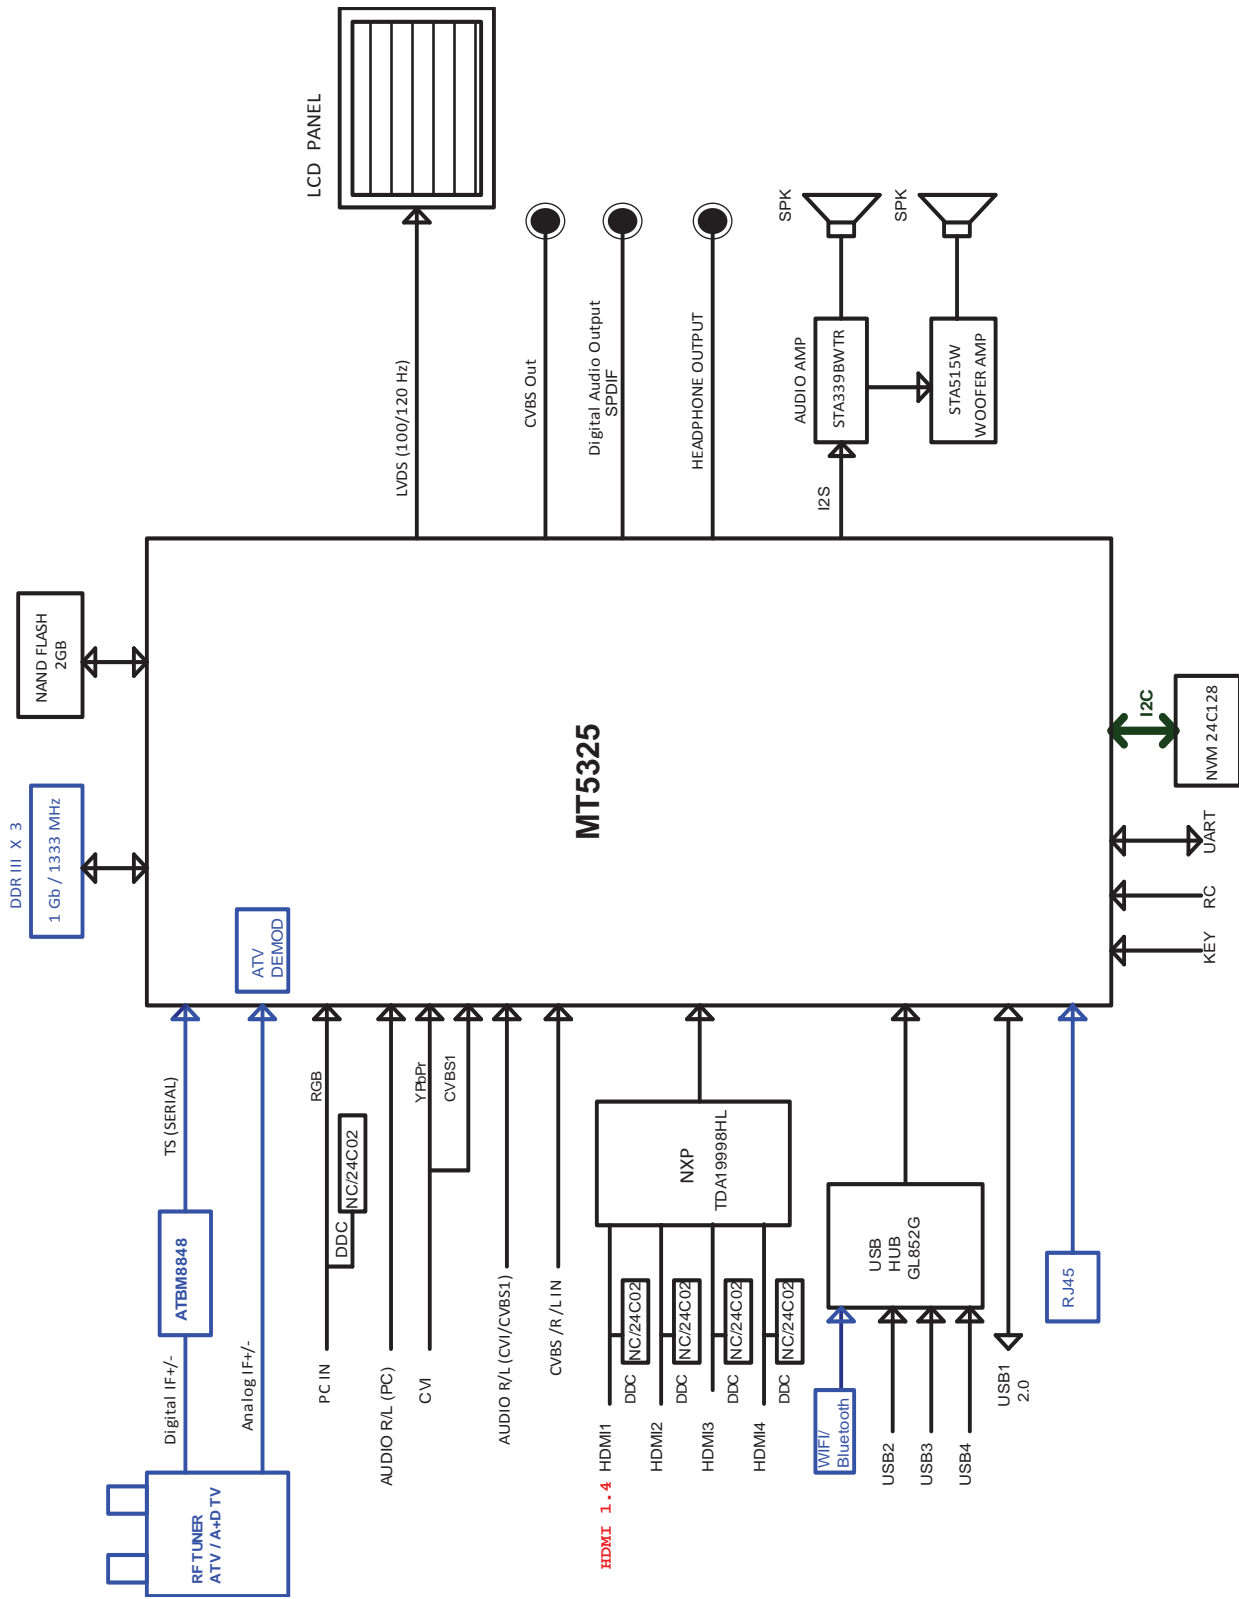 RF TUNER
ATV / A+D TV
Digital IF+/-
ATBM8848
TS (SERIAL)
Analog IF+/-
ATV
DEMOD
DDR III X 3
1 Gb / 1333 MHz
NAND FLASH
2GB
PC IN
DDC
NC/24C02
RGB
AUDIO R/L (PC)
CVI
YPbPr
CVBS1
AUDIO R/L (CVI/CVBS1)
CVBS /R /L IN
HDMI 1.4
HDMI1
DDC
NC/24C02
HDMI2
DDC
NC/24C02
HDMI3
DDC
NC/24C02
HDMI4
DDC
NC/24C02
NXP
TDA19998HL
WIFI/
Bluetooth
USB2
USB3
USB4
USB
HUB
GL852G
USB1
2.0
RJ45
MT5325
KEY
RC
UART
I2C
NVM 24C128
LVDS (100/120 Hz)
LCD PANEL
CVBS Out
Digital Audio Output
SPDIF
HEADPHONE OUTPUT
I2S
AUDIO AMP
STA339BWTR
SPK
STA515W
WOOFER AMP
SPK